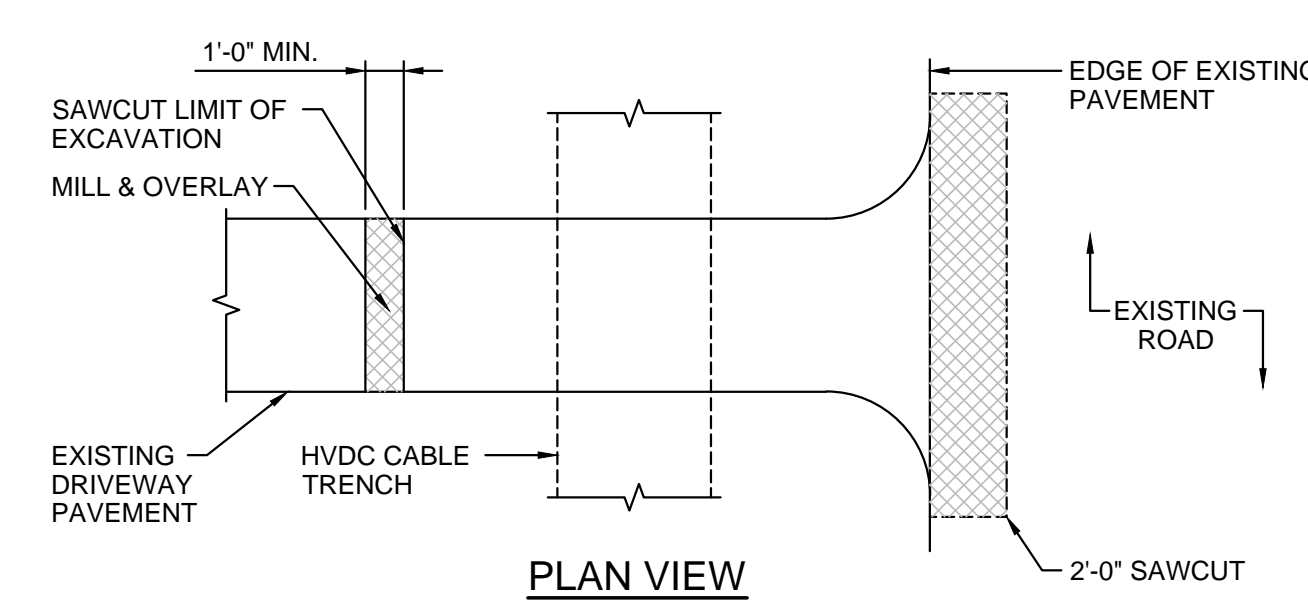 1'-0" MIN.
SAWCUT LIMIT OF
EXCAVATION
MILL & OVERLAY
EDGE OF EXISTING
PAVEMENT
EXISTING
ROAD
EXISTING
DRIVEWAY
PAVEMENT
HVDC CABLE
TRENCH
2'-0" SAWCUT
PLAN VIEW